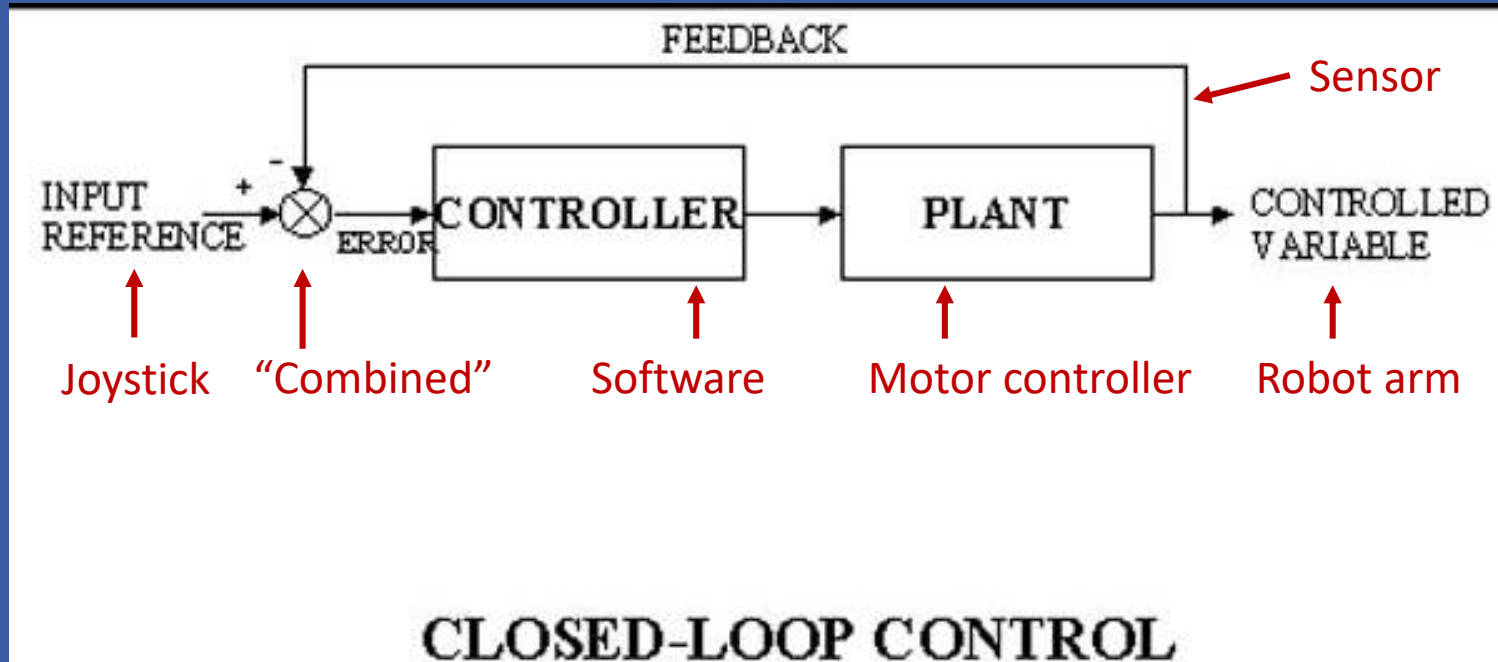 FEEDBACK
Sensor
-
+
INPUT
REFERENCE
ERROR
CONTROLLER
PLANT
CONTROLLED
VARIABLE
Joystick
“Combined”
Software
Motor controller
Robot arm
CLOSED-LOOP CONTROL